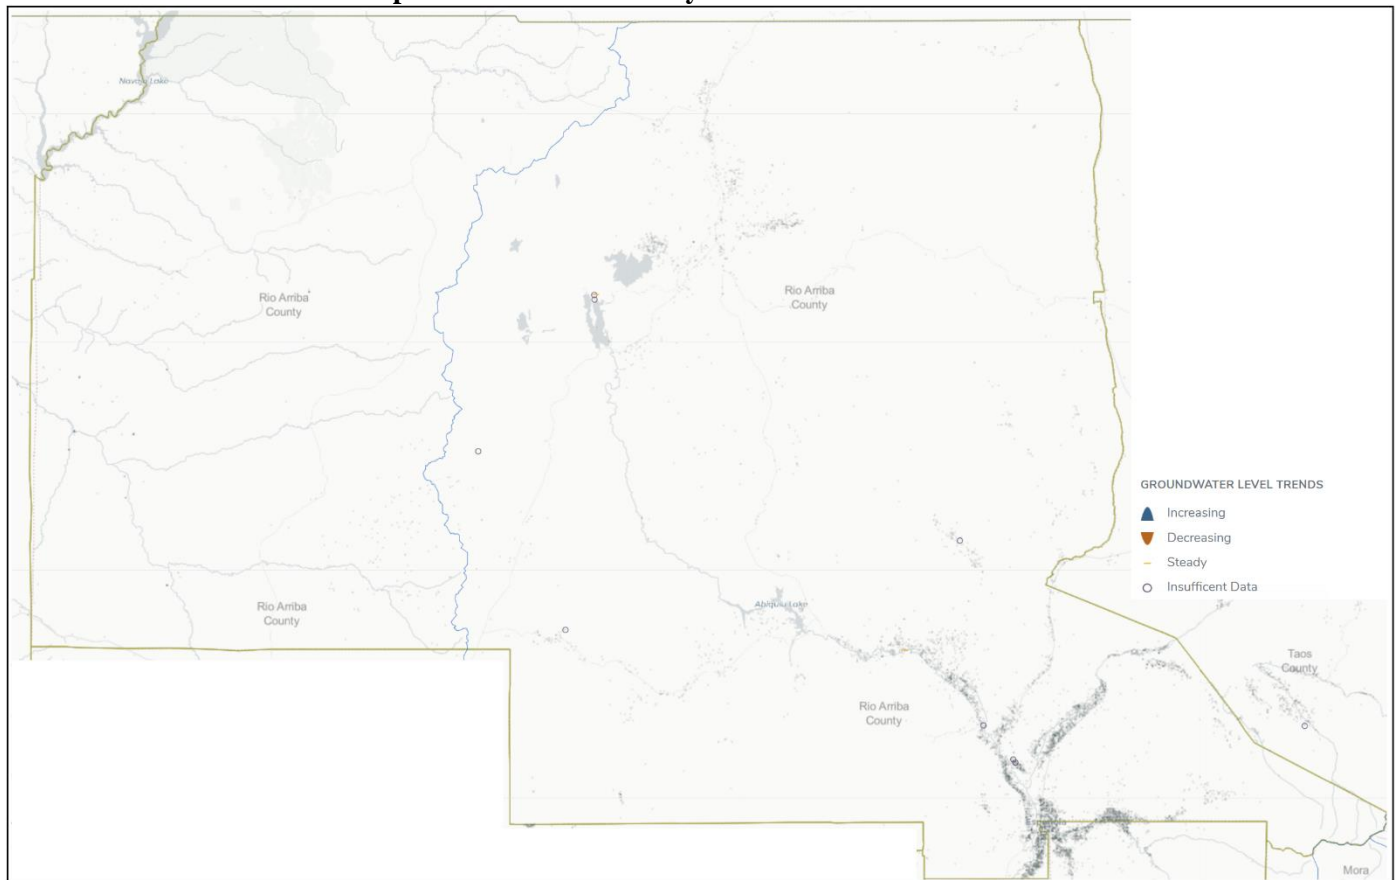 Navajo Lake
Rio Arriba
County
Rio Arriba
County
GROUNDWATER LEVEL TRENDS
Increasing
Decreasing
Steady
Insufficent Data
Rio Arriba
County
Abiquiu Lake
Taos
County
Rio Arriba
County
Mora